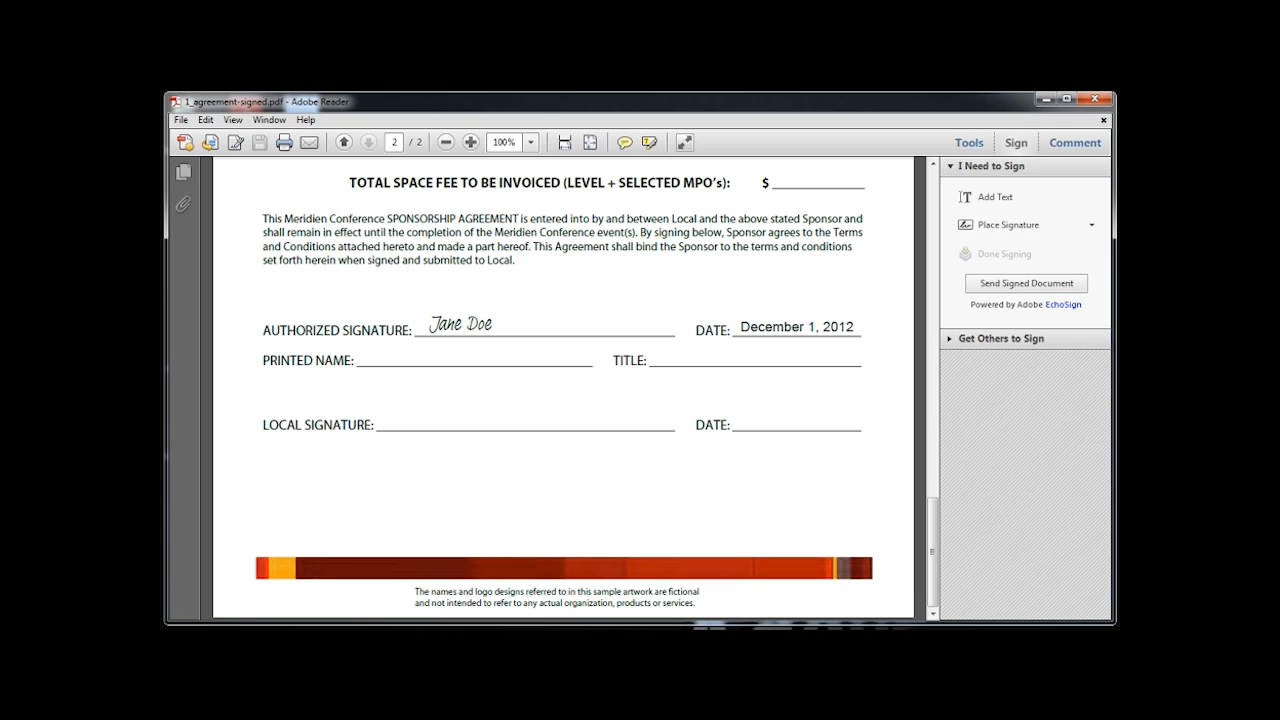 1_agreement-signed.pdf - Adobe Reader
File Edit View Window Help
2 / 2 100% Tools Sign Comment
TOTAL SPACE FEE TO BE INVOICED (LEVEL + SELECTED MPO's): $
This Meridien Conference SPONSORSHIP AGREEMENT is entered into by and between Local and the above stated Sponsor and
shall remain in effect until the completion of the Meridien Conference event(s). By signing below, Sponsor agrees to the Terms
and Conditions attached hereto and made a part hereof. This Agreement shall bind the Sponsor to the terms and conditions
set forth herein when signed and submitted to Local.
AUTHORIZED SIGNATURE: Jane Doe DATE: December 1, 2012
PRINTED NAME: TITLE:
LOCAL SIGNATURE: DATE:
The names and logo designs referred to in this sample artwork are fictional
and not intended to refer to any actual organization, products or services.
I Need to Sign
Add Text
Place Signature
Done Signing
Send Signed Document
Powered by Adobe EchoSign
Get Others to Sign